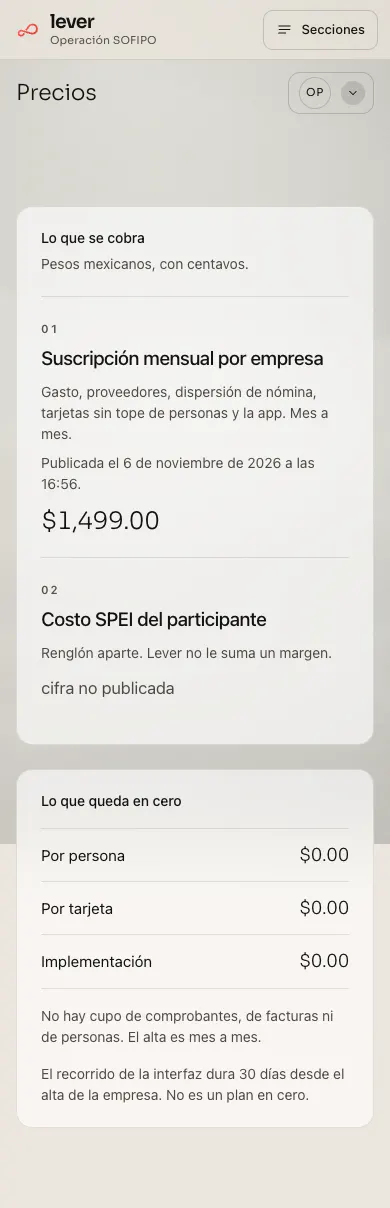 lever
Operación SOFIPO
Secciones
Precios
OP
Lo que se cobra
Pesos mexicanos, con centavos.
01
Suscripción mensual por empresa
Gasto, proveedores, dispersión de nómina,
tarjetas sin tope de personas y la app. Mes a
mes.
Publicada el 6 de noviembre de 2026 a las
16:56.
$1,499.00
02
Costo SPEI del participante
Renglón aparte. Lever no le suma un margen.
cifra no publicada
Lo que queda en cero
Por persona $0.00
Por tarjeta $0.00
Implementación $0.00
No hay cupo de comprobantes, de facturas ni
de personas. El alta es mes a mes.
El recorrido de la interfaz dura 30 días desde el
alta de la empresa. No es un plan en cero.